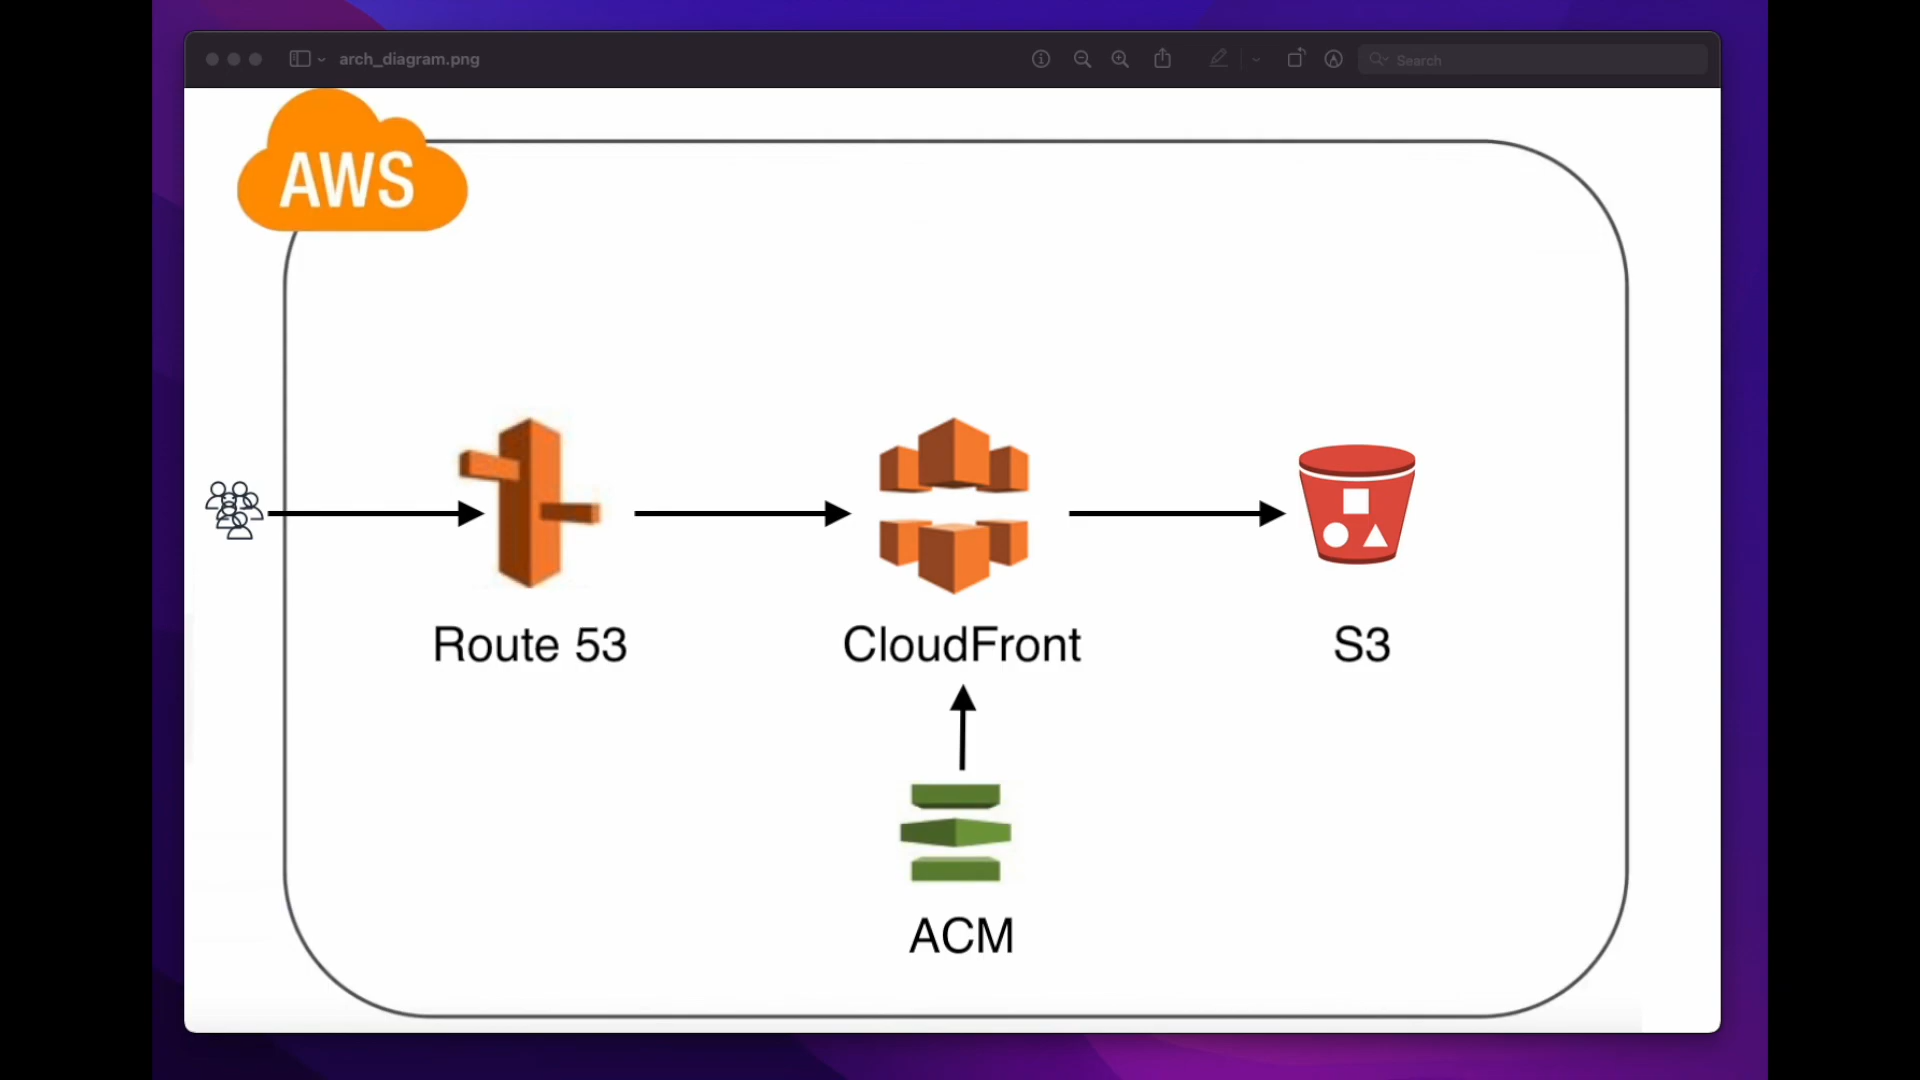 arch_diagram.png
Search
AWS
Route 53
CloudFront
S3
ACM